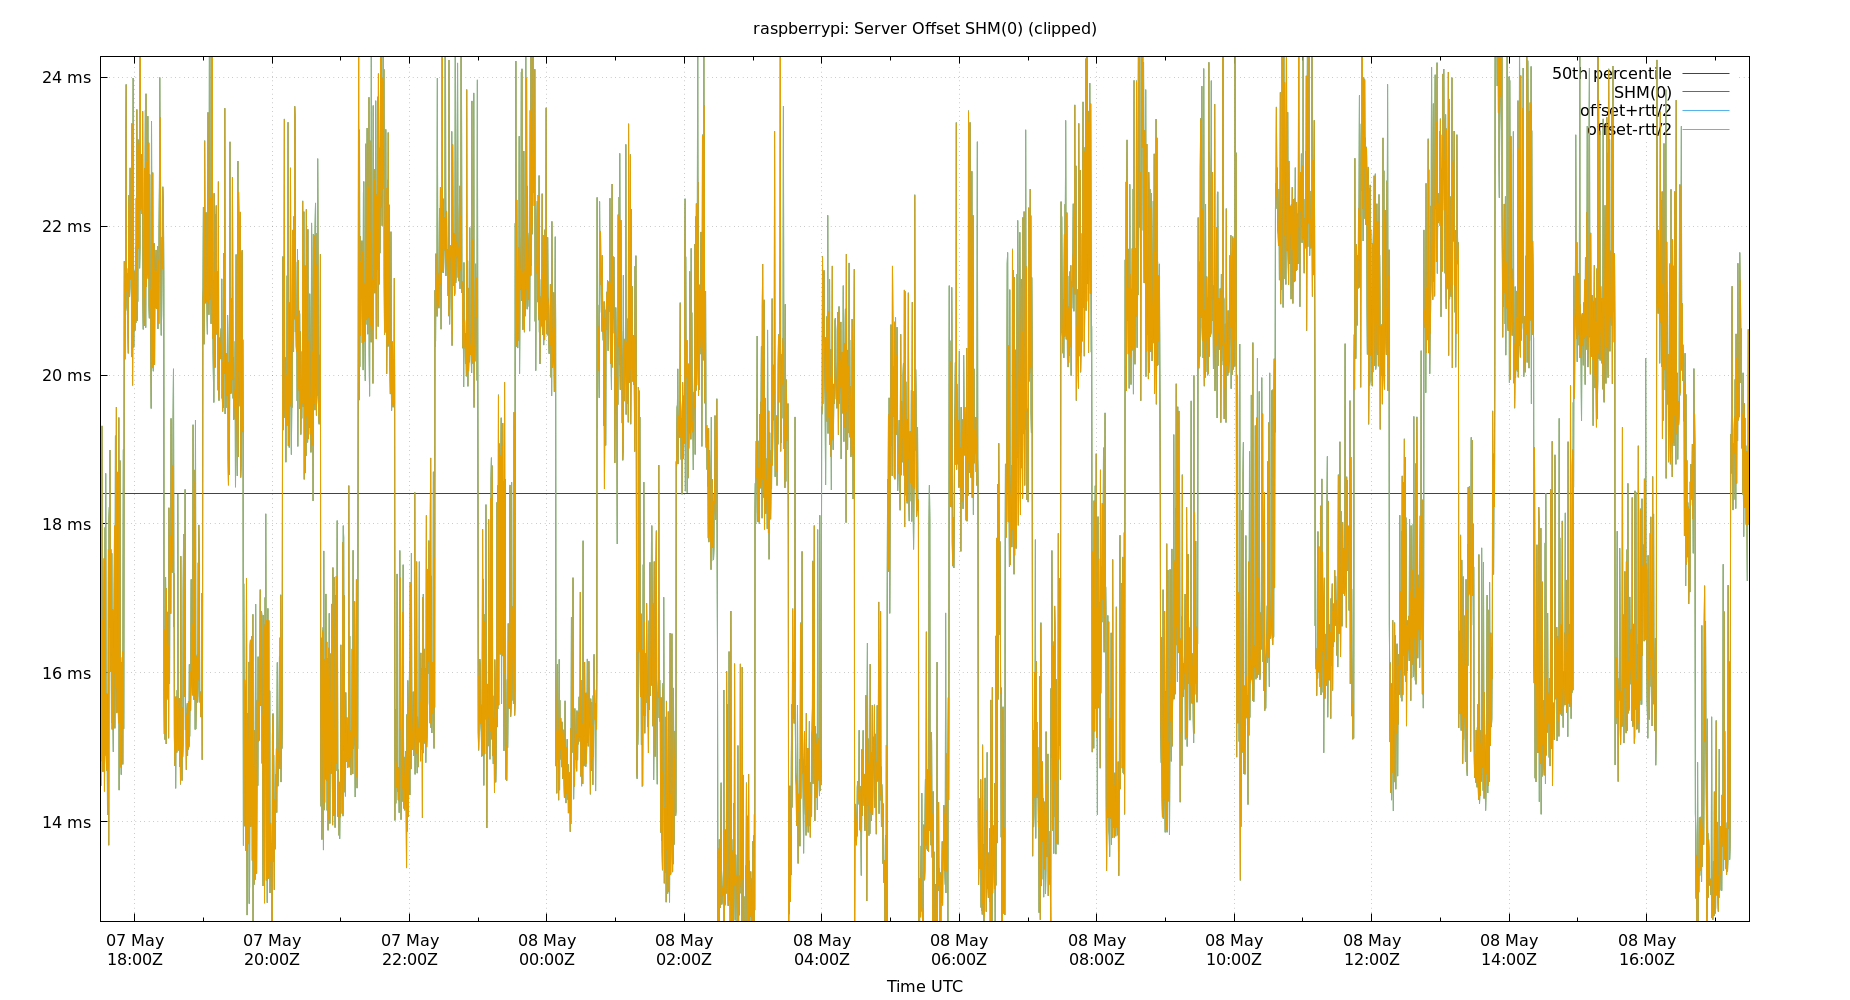 raspberrypi: Server Offset SHM(0) (clipped)
24 ms
22 ms
20 ms
18 ms
16 ms
14 ms
50th percentile
SHM(0)
offset+rtt/2
offset-rtt/2
07 May 07 May 07 May 08 May 08 May 08 May 08 May 08 May 08 May 08 May 08 May 08 May
18:00Z 20:00Z 22:00Z 00:00Z 02:00Z 04:00Z 06:00Z 08:00Z 10:00Z 12:00Z 14:00Z 16:00Z
Time UTC